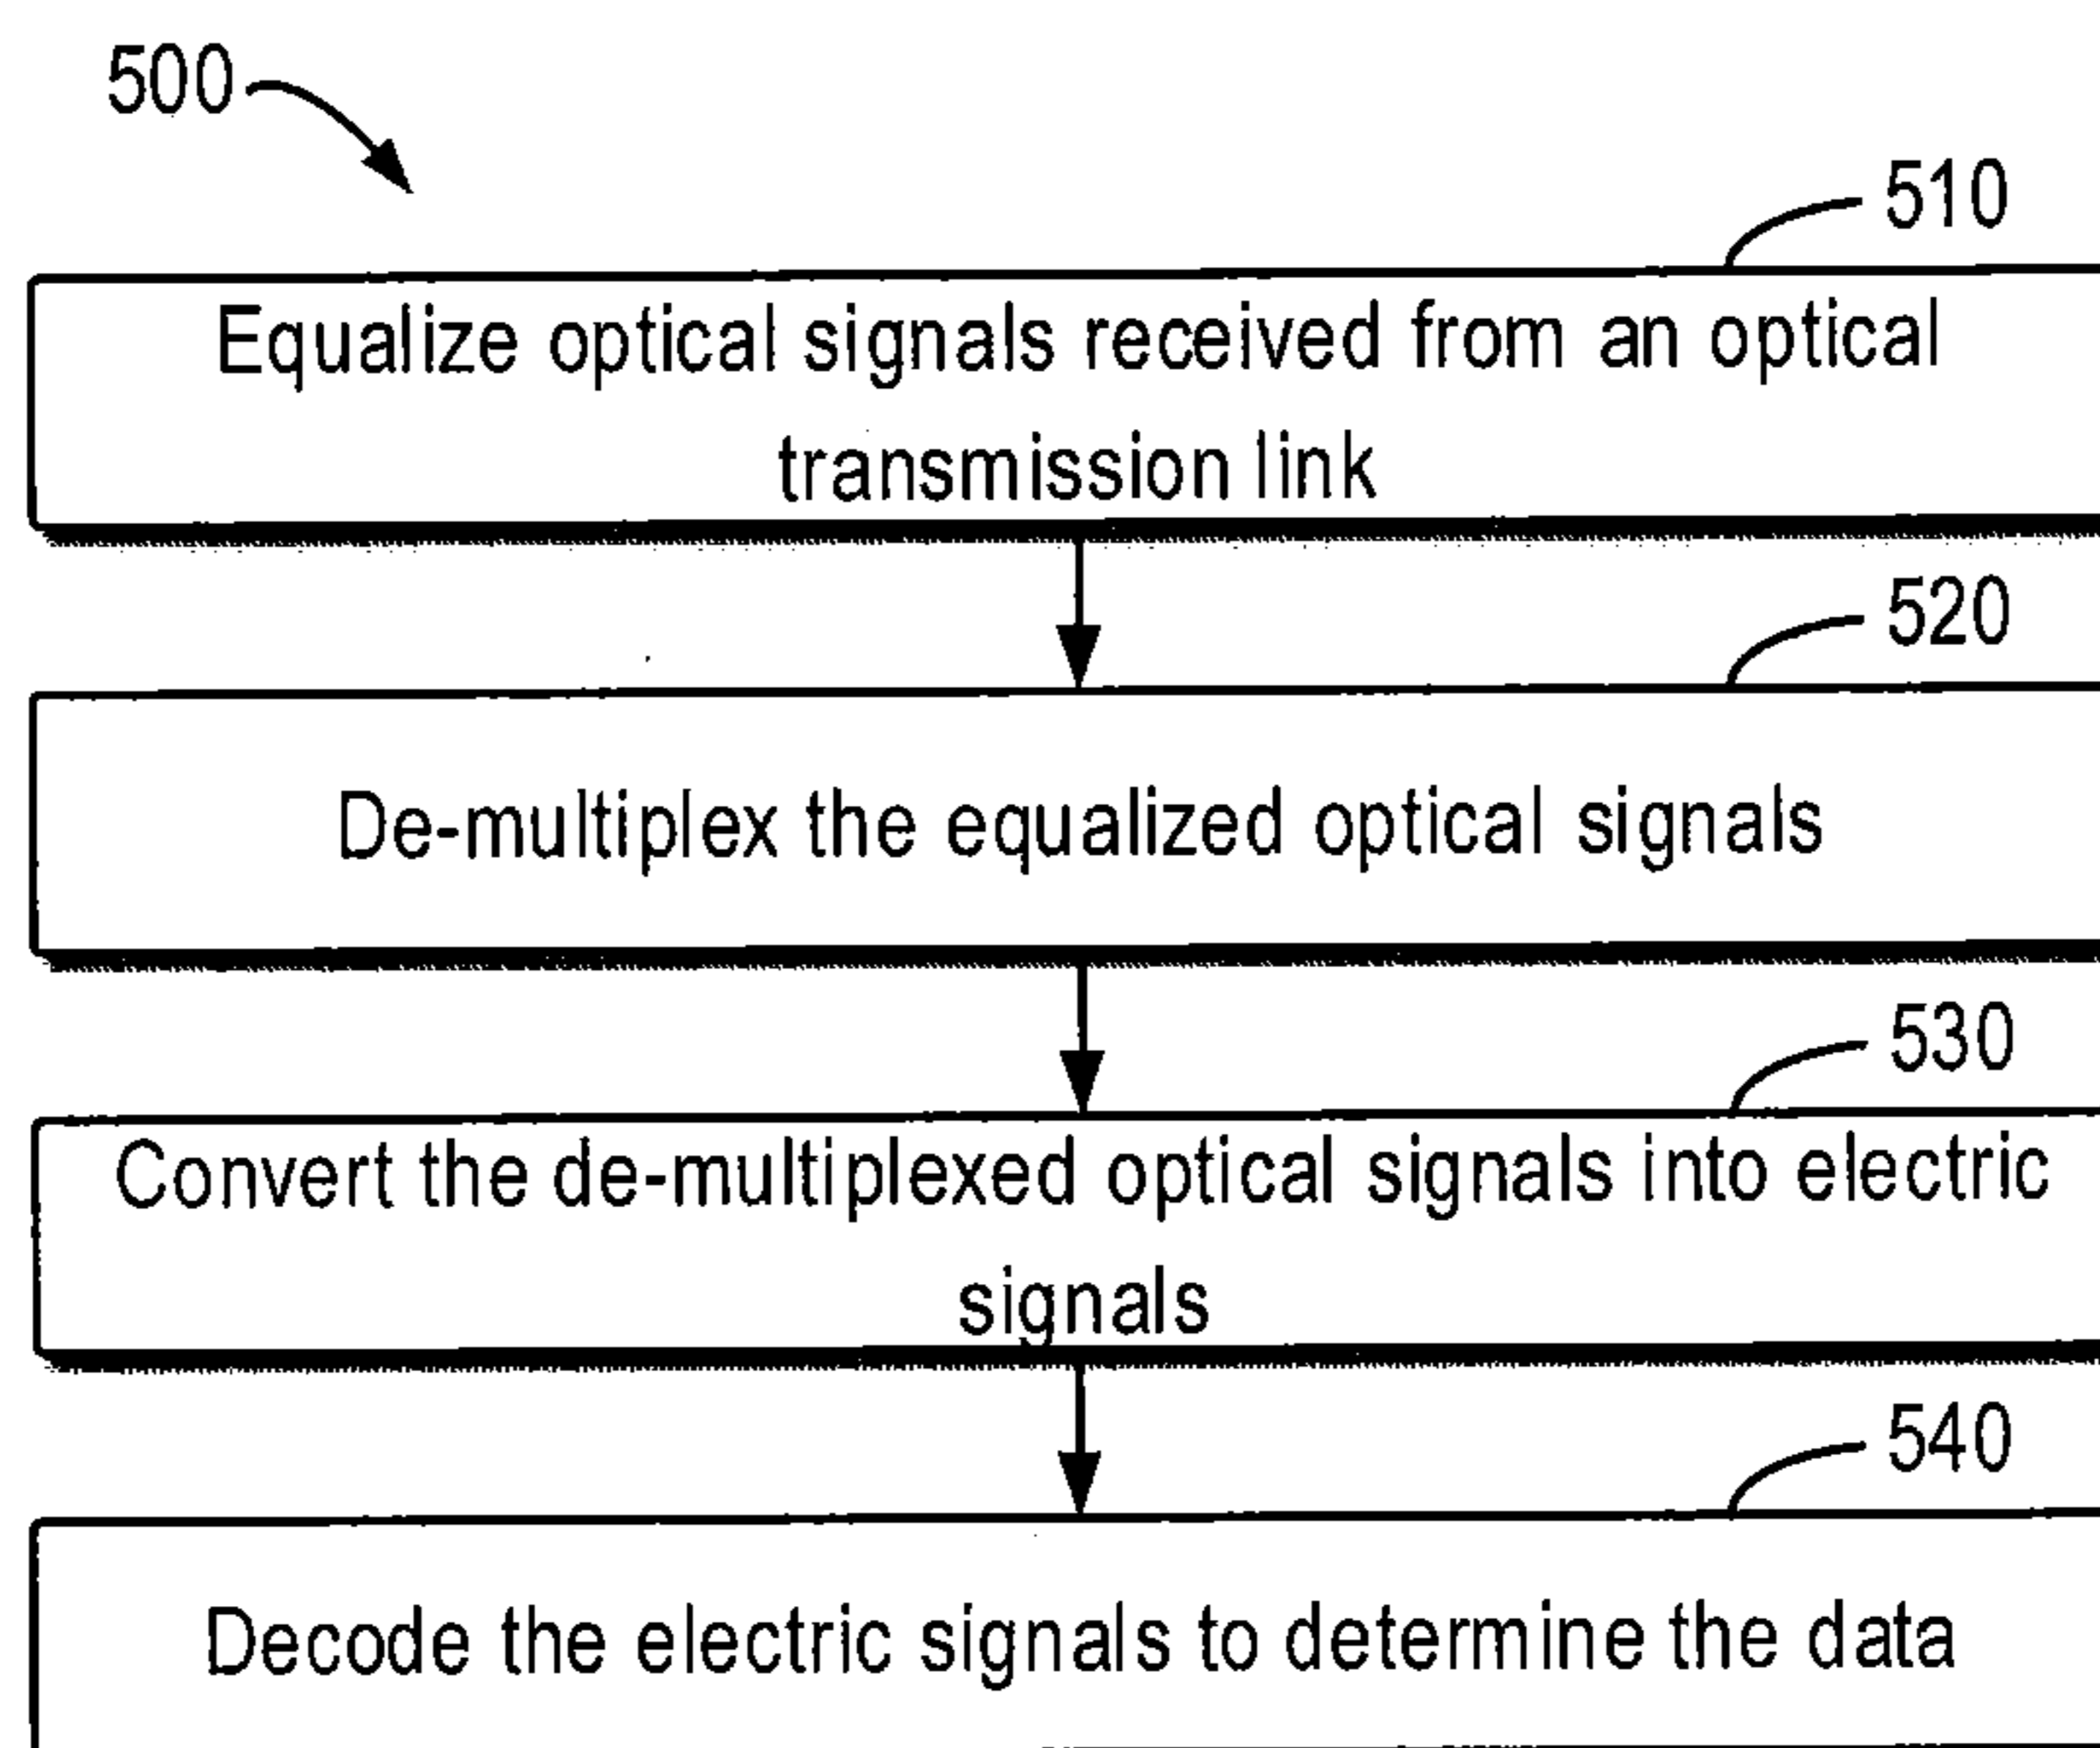 500
510
Equalize optical signals received from an optical
transmission link
520
De-multiplex the equalized optical signals
530
Convert the de-multiplexed optical signals into electric
signals
540
Decode the electric signals to determine the data